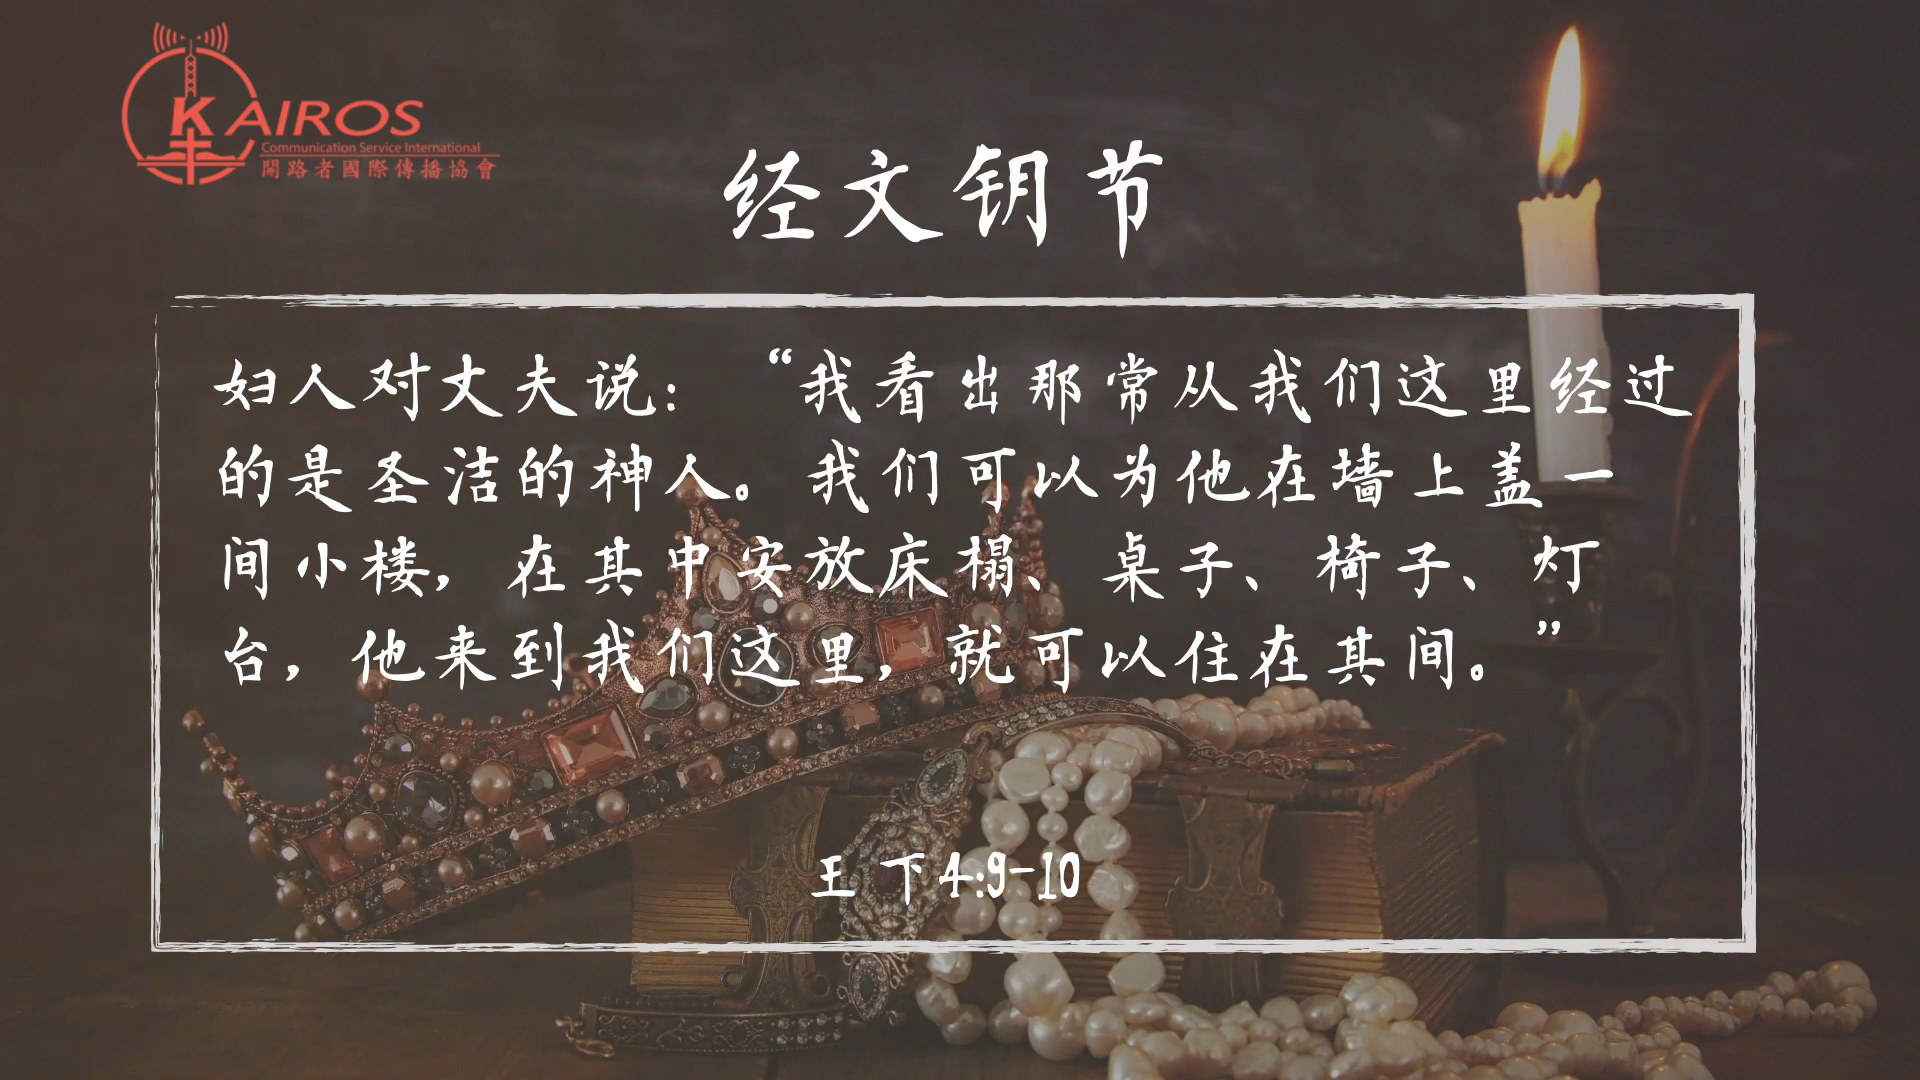 KAIROS
Communication Service International
開路者國際傳播協會
经文钥节
妇人对丈夫说：“我看出那常从我们这里经过
的是圣洁的神人。我们可以为他在墙上盖一
间小楼，在其中安放床榻、桌子、椅子、灯
台，他来到我们这里，就可以住在其间。”
王下4:9-10